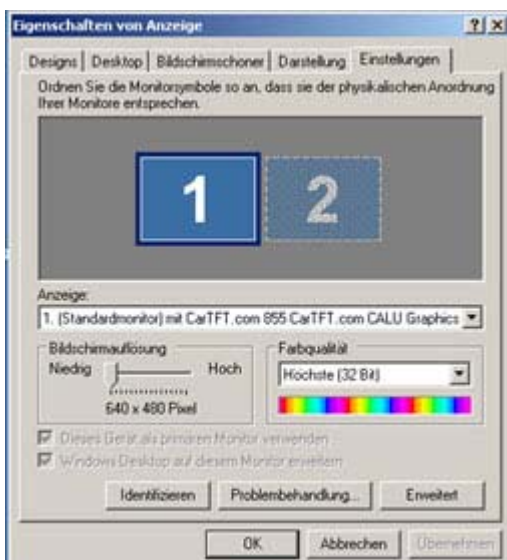 Eigenschaften von Anzeige
Designs Desktop Bildschirmschoner Darstellung Einstellungen
Ordnen Sie die Monitorsymbole so an, dass sie der physikalischen Anordnung
Ihrer Monitore entsprechen.
1 2
Anzeige:
1. (Standardmonitor) mit CarTFT.com 855 CarTFT.com CALU Graphics
Bildschirmauflösung
Niedrig Hoch
640 x 480 Pixel
Farbqualität
Höchste (32 Bit)
Dieses Gerät als primären Monitor verwenden
Windows-Desktop auf diesem Monitor erweitern
Identifizieren Problembehandlung... Erweitert
OK Abbrechen Übernehmen